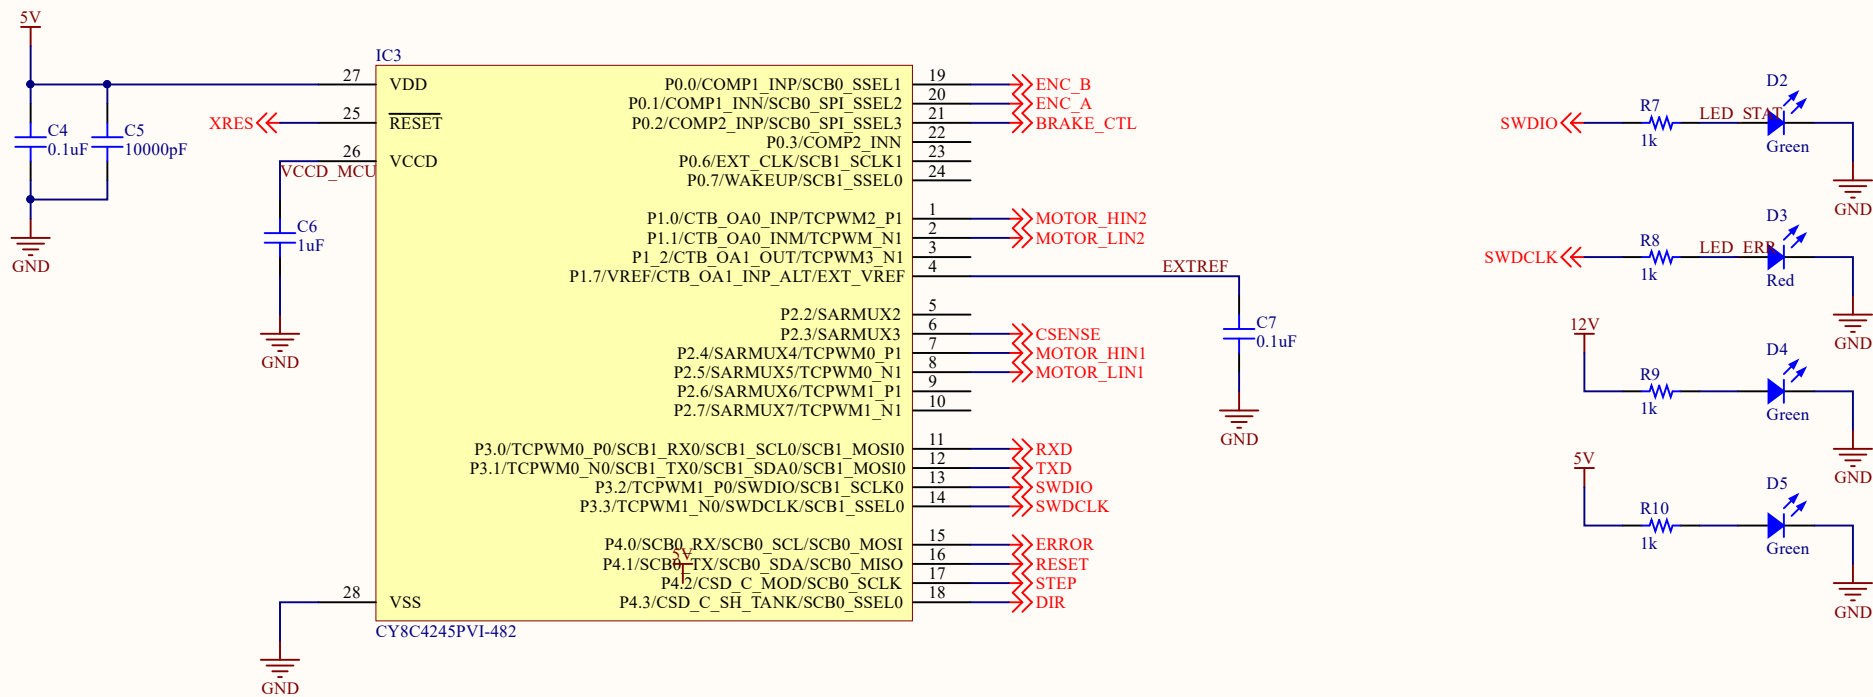 5V
C4
0.1uF
C5
10000pF
GND
XRES
VCCD_MCU
C6
1uF
GND
GND
IC3
27 VDD
25 RESET
26 VCCD
28 VSS
CY8C4245PVI-482
P0.0/COMP1_INP/SCB0_SSEL1 19 ENC_B
P0.1/COMP1_INN/SCB0_SPI_SSEL2 20 ENC_A
P0.2/COMP2_INP/SCB0_SPI_SSEL3 21 BRAKE_CTL
P0.3/COMP2_INN 22
P0.6/EXT_CLK/SCB1_SCLK1 23
P0.7/WAKEUP/SCB1_SSEL0 24
P1.0/CTB_OA0_INP/TCPWM2_P1 1 MOTOR_HIN2
P1.1/CTB_OA0_INM/TCPWM_N1 2 MOTOR_LIN2
P1_2/CTB_OA1_OUT/TCPWM3_N1 3
P1.7/VREF/CTB_OA1_INP_ALT/EXT_VREF 4 EXTREF
P2.2/SARMUX2 5
P2.3/SARMUX3 6 CSENSE
P2.4/SARMUX4/TCPWM0_P1 7 MOTOR_HIN1
P2.5/SARMUX5/TCPWM0_N1 8 MOTOR_LIN1
P2.6/SARMUX6/TCPWM1_P1 9
P2.7/SARMUX7/TCPWM1_N1 10
P3.0/TCPWM0_P0/SCB1_RX0/SCB1_SCL0/SCB1_MOSI0 11 RXD
P3.1/TCPWM0_N0/SCB1_TX0/SCB1_SDA0/SCB1_MOSI0 12 TXD
P3.2/TCPWM1_P0/SWDIO/SCB1_SCLK0 13 SWDIO
P3.3/TCPWM1_N0/SWDCLK/SCB1_SSEL0 14 SWDCLK
P4.0/SCB0_RX/SCB0_SCL/SCB0_MOSI 15 ERROR
5V
P4.1/SCB0_TX/SCB0_SDA/SCB0_MISO 16 RESET
P4.2/CSD_C_MOD/SCB0_SCLK 17 STEP
P4.3/CSD_C_SH_TANK/SCB0_SSEL0 18 DIR
C7
0.1uF
GND
D2
R7
LED_STAT
SWDIO
1k
Green
GND
D3
R8
LED_ERR
SWDCLK
1k
Red
GND
12V
D4
R9
1k
Green
GND
5V
D5
R10
1k
Green
GND